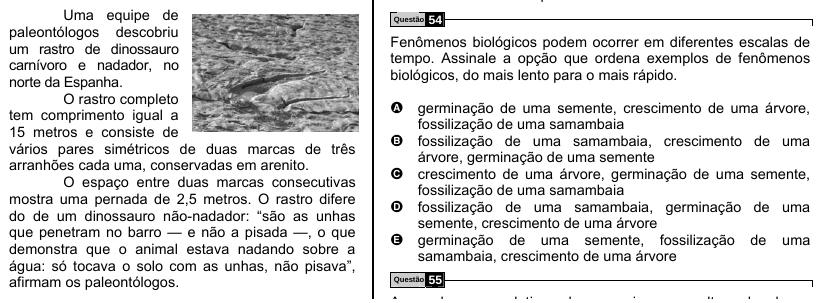 Uma equipe de
paleontólogos descobriu
um rastro de dinossauro
carnívoro e nadador, no
norte da Espanha.
O rastro completo
tem comprimento igual a
15 metros e consiste de
vários pares simétricos de duas marcas de três
arranhões cada uma, conservadas em arenito.
O espaço entre duas marcas consecutivas
mostra uma pernada de 2,5 metros. O rastro difere
do de um dinossauro não-nadador: “são as unhas
que penetram no barro — e não a pisada —, o que
demonstra que o animal estava nadando sobre a
água: só tocava o solo com as unhas, não pisava”,
afirmam os paleontólogos.
Questão 54
Fenômenos biológicos podem ocorrer em diferentes escalas de
tempo. Assinale a opção que ordena exemplos de fenômenos
biológicos, do mais lento para o mais rápido.
A germinação de uma semente, crescimento de uma árvore,
fossilização de uma samambaia
B fossilização de uma samambaia, crescimento de uma
árvore, germinação de uma semente
C crescimento de uma árvore, germinação de uma semente,
fossilização de uma samambaia
D fossilização de uma samambaia, germinação de uma
semente, crescimento de uma árvore
E germinação de uma semente, fossilização de uma
samambaia, crescimento de uma árvore
Questão 55